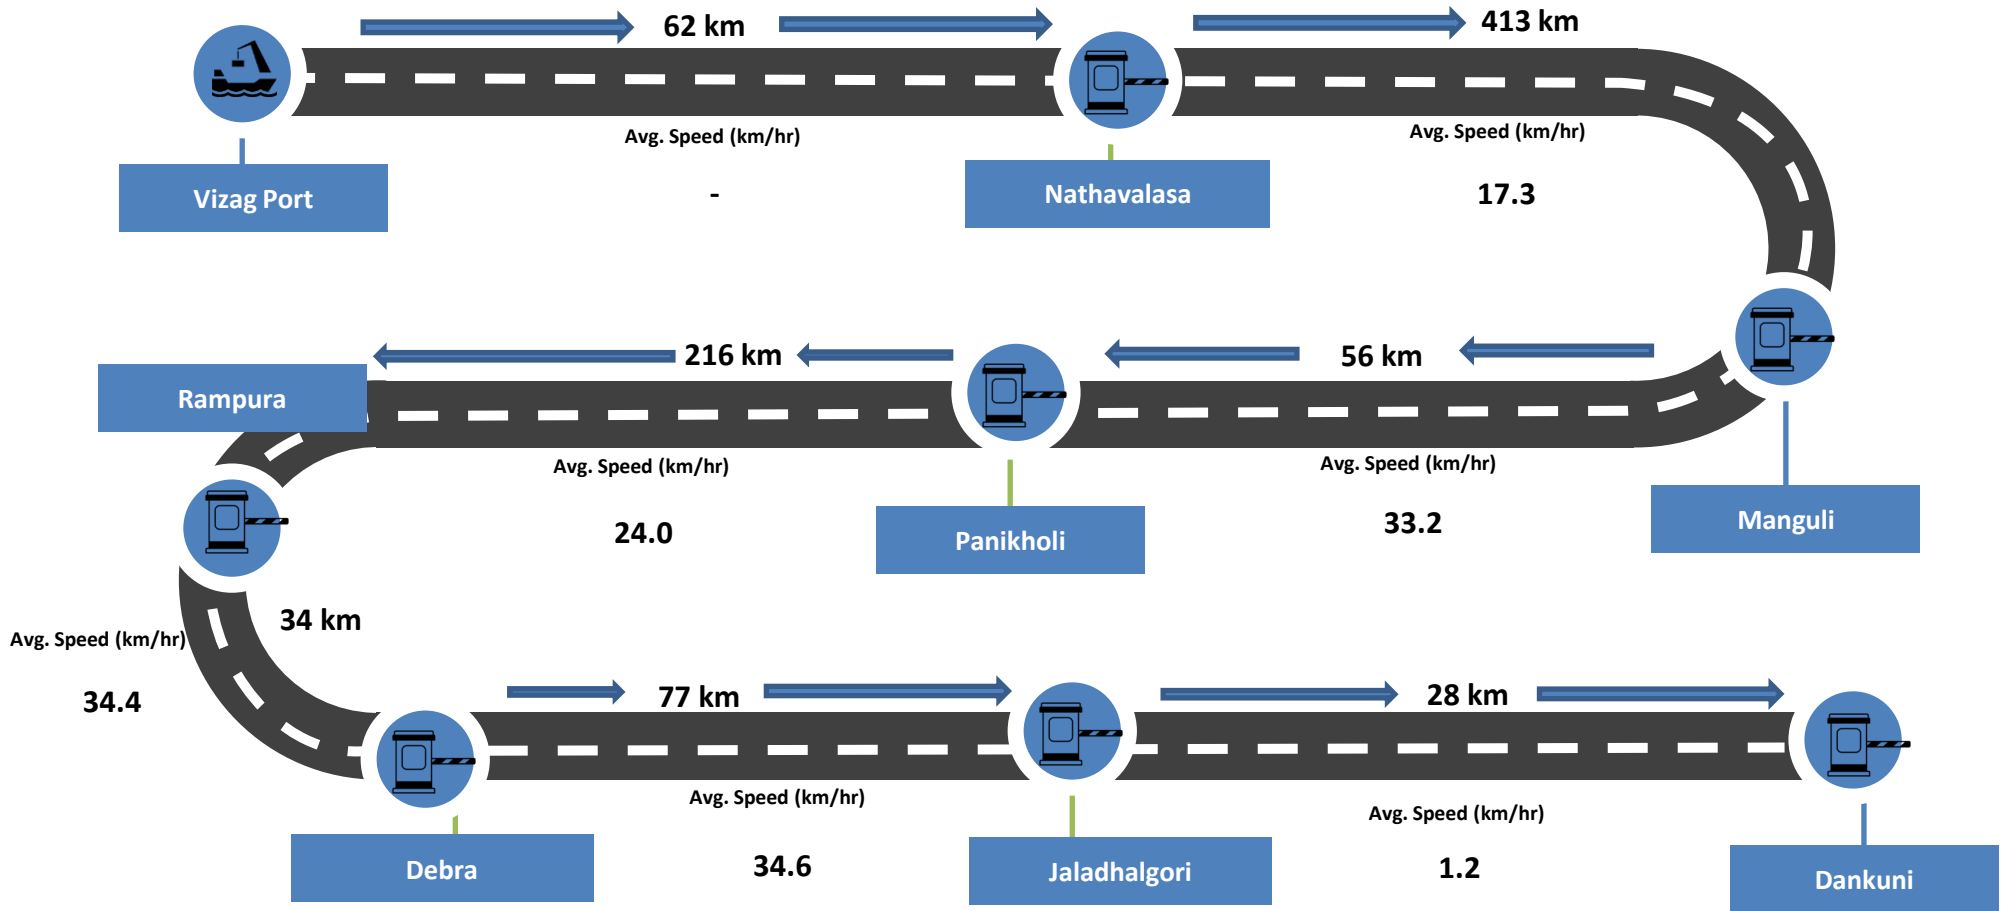 62 km
413 km
Avg. Speed (km/hr)
Avg. Speed (km/hr)
Vizag Port
-
Nathavalasa
17.3
216 km
56 km
Rampura
Avg. Speed (km/hr)
Avg. Speed (km/hr)
24.0
Panikholi
33.2
Manguli
34 km
Avg. Speed (km/hr)
34.4
77 km
28 km
Avg. Speed (km/hr)
Avg. Speed (km/hr)
Debra
34.6
Jaladhalgori
1.2
Dankuni